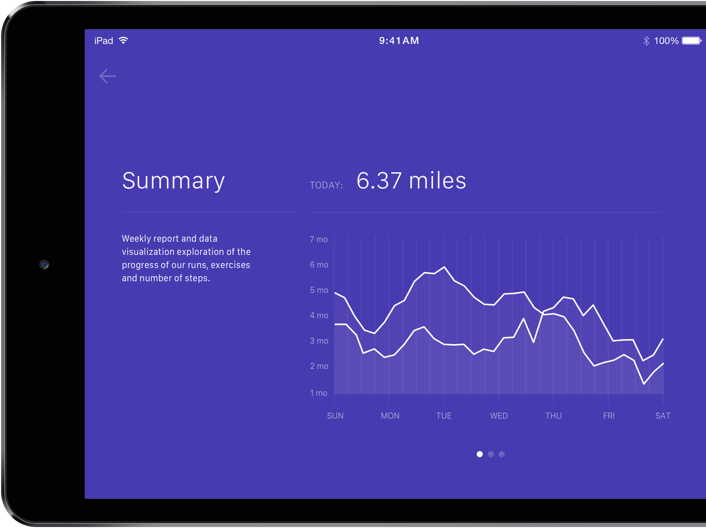 iPad 9:41AM 100%
Summary
TODAY: 6.37 miles
Weekly report and data
visualization exploration of the
progress of our runs, exercises
and number of steps.
7 mo
6 mo
5 mo
4 mo
3 mo
2 mo
1 mo
SUN MON TUE WED THU FRI SAT